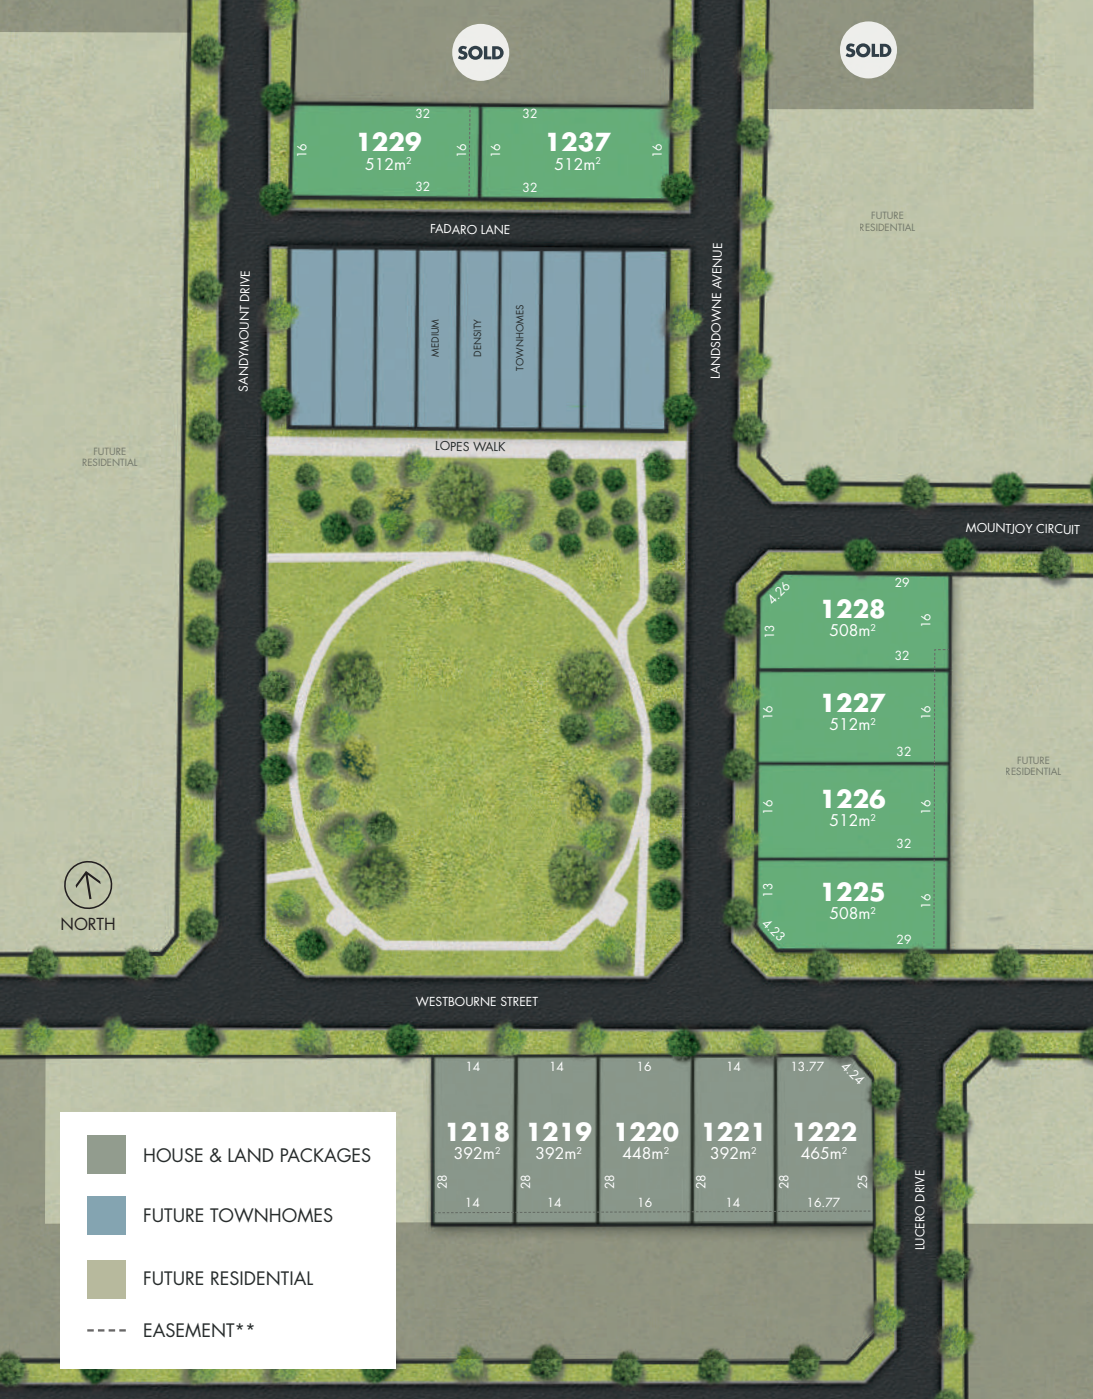 SOLD
SOLD
32
32
1229
512m²
16
16
32
1237
512m²
16
16
32
FADARO LANE
SANDYMOUNT DRIVE
LANDSDOWNE AVENUE
FUTURE
RESIDENTIAL
MEDIUM
DENSITY
TOWNHOMES
LOPES WALK
FUTURE
RESIDENTIAL
MOUNTJOY CIRCUIT
4.26
29
1228
508m²
13
16
32
1227
512m²
16
16
32
FUTURE
RESIDENTIAL
1226
512m²
16
16
32
1225
508m²
13
16
4.23
29
NORTH
WESTBOURNE STREET
14
14
16
14
13.77
4.24
1218
392m²
1219
392m²
1220
448m²
1221
392m²
1222
465m²
28
28
28
28
28
25
14
14
16
14
16.77
LUCERO DRIVE
HOUSE & LAND PACKAGES
FUTURE TOWNHOMES
FUTURE RESIDENTIAL
EASEMENT**